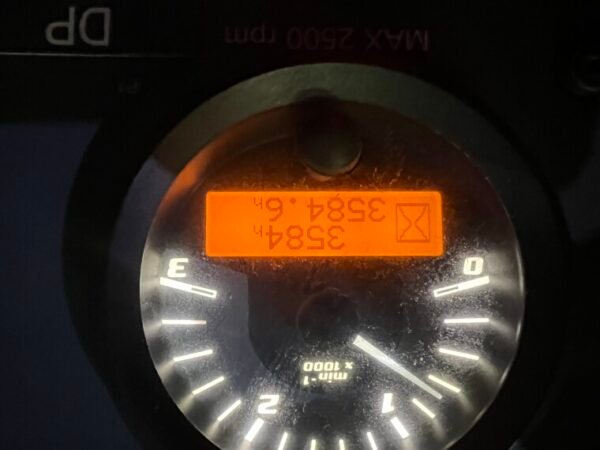 1 2
min⁻¹
x 1000
0 3
3584h
3584.6h
MAX 2500 rpm
DP